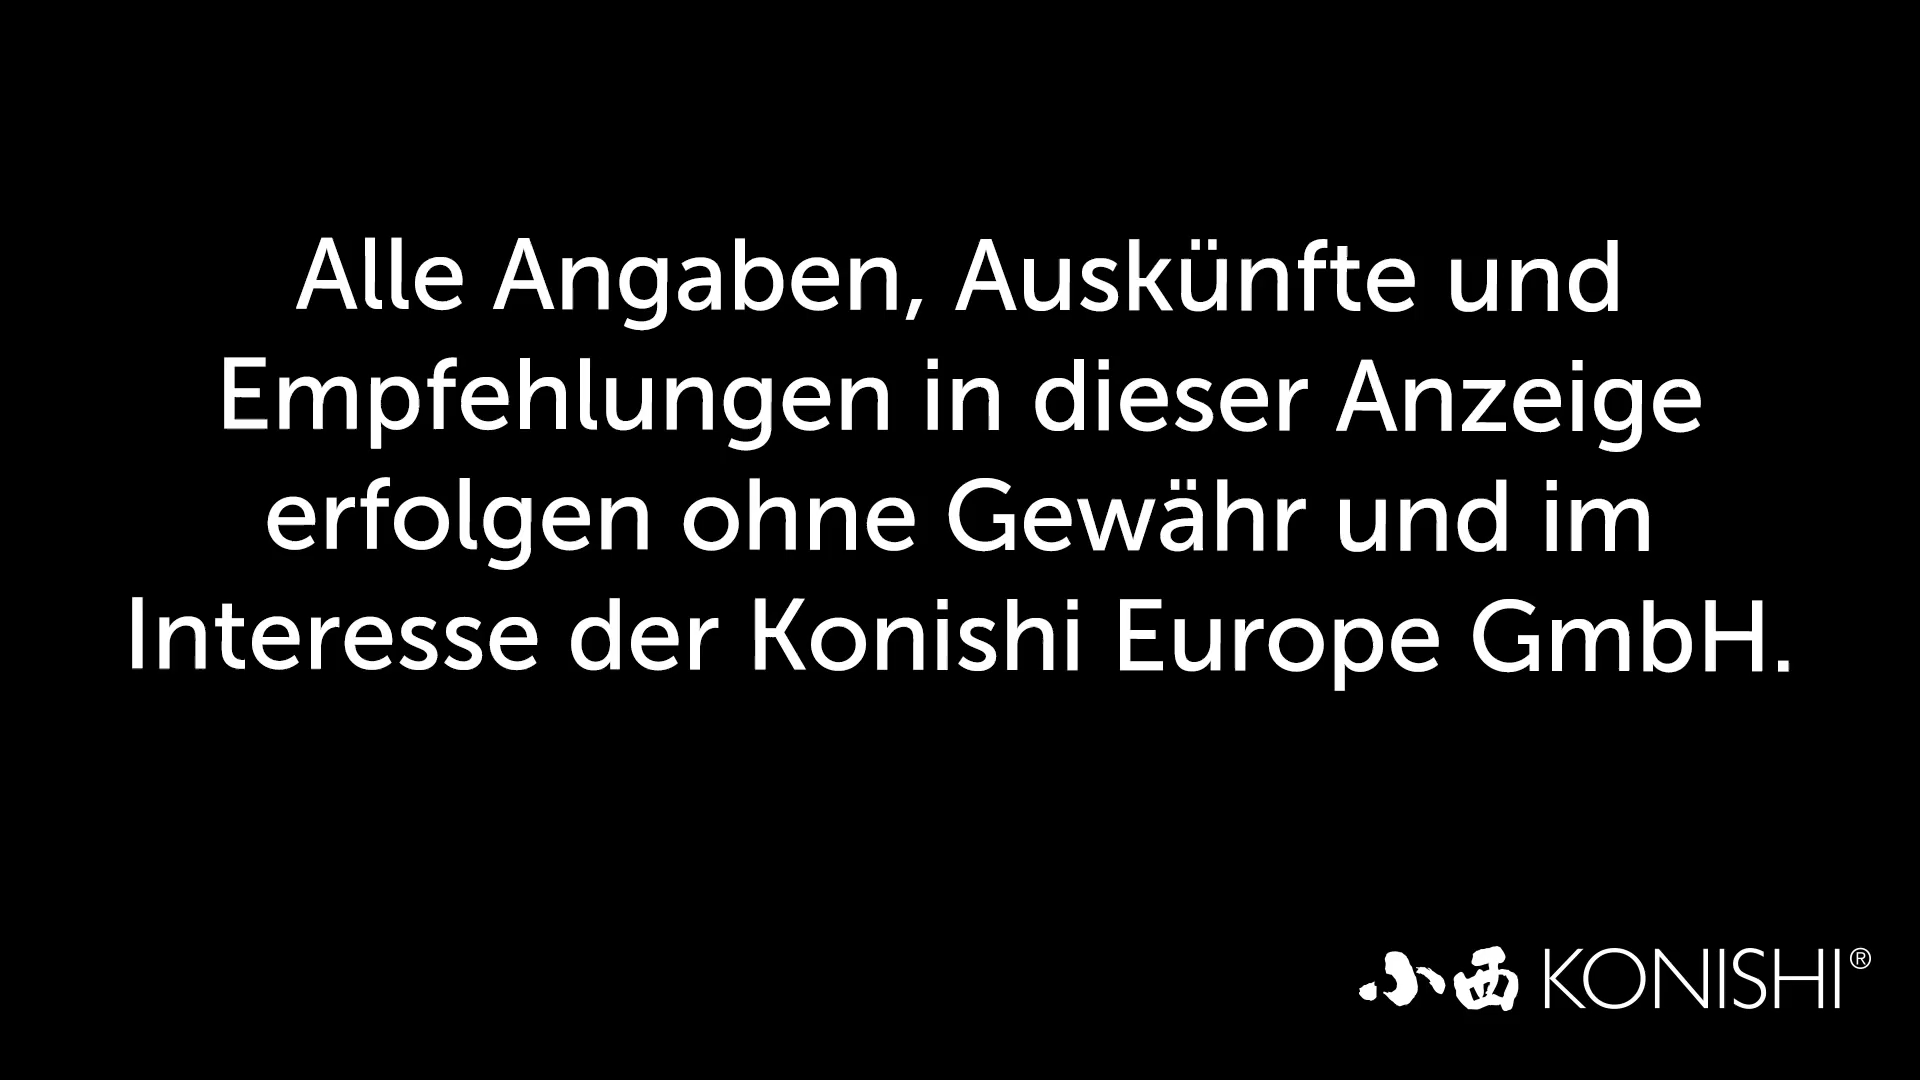 Alle Angaben, Auskünfte und
Empfehlungen in dieser Anzeige
erfolgen ohne Gewähr und im
Interesse der Konishi Europe GmbH.
小西 KONISHI®